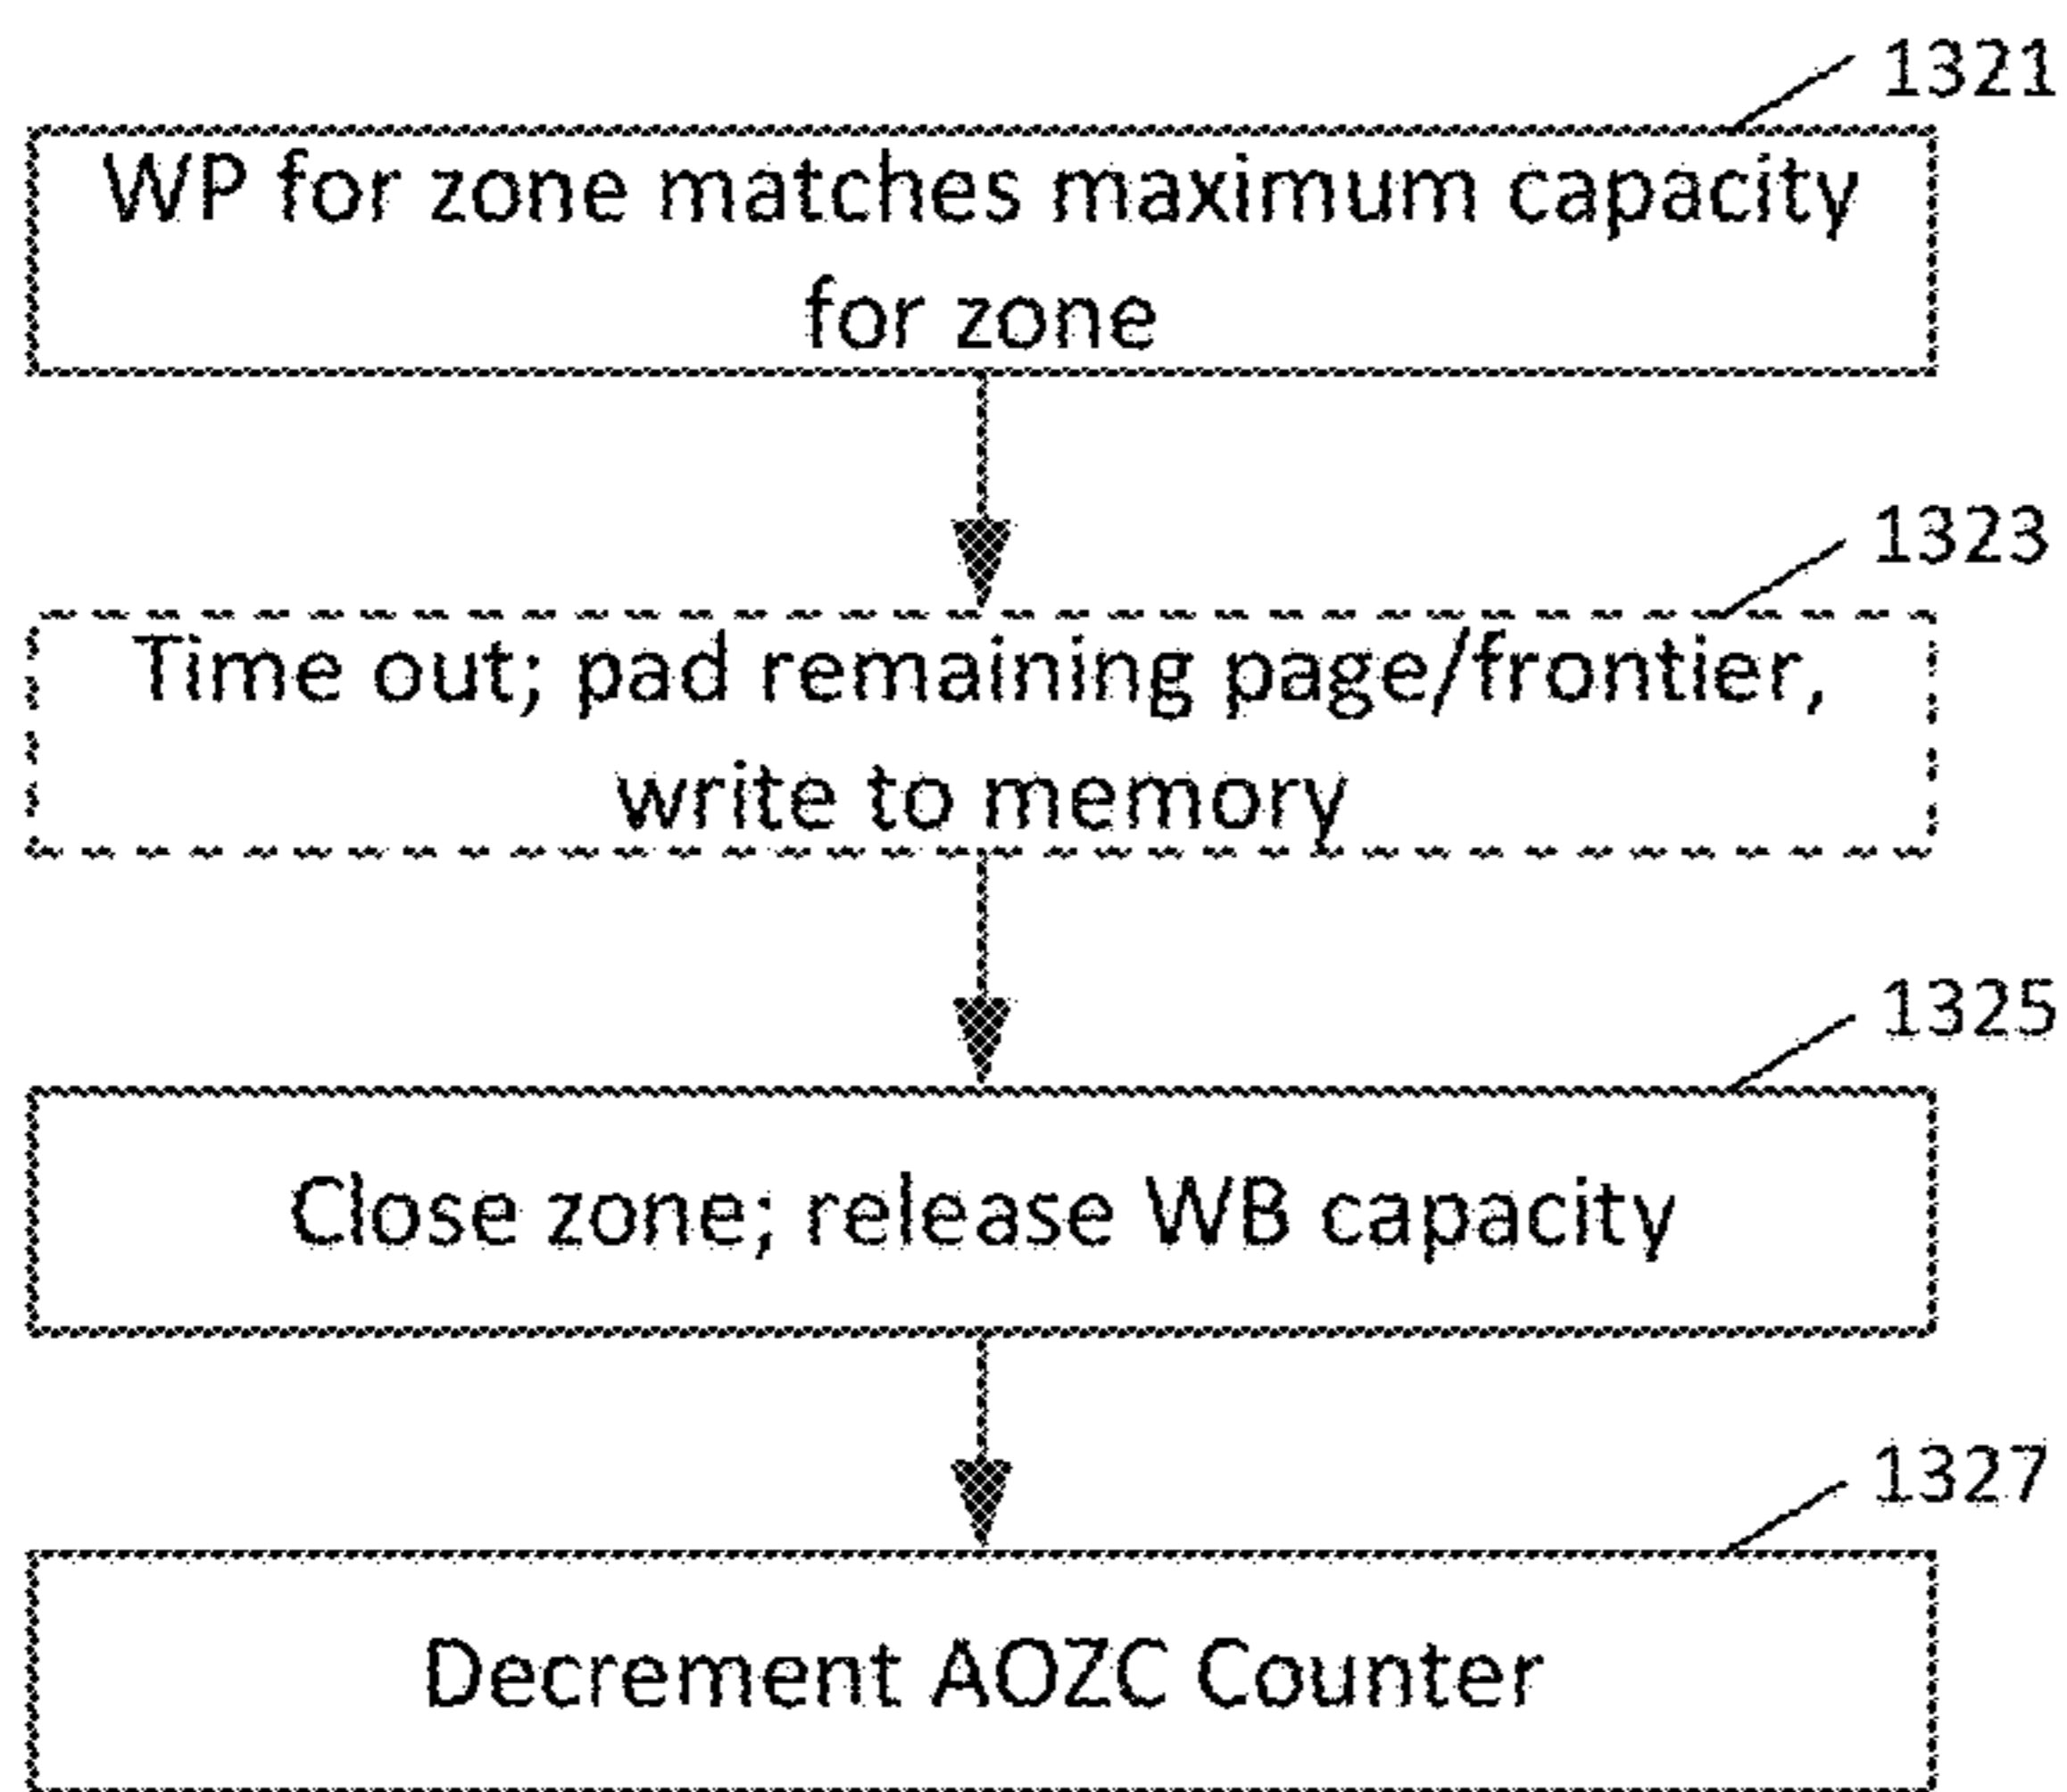 1321
WP for zone matches maximum capacity
for zone
1323
Time out; pad remaining page/frontier,
write to memory
1325
Close zone; release WB capacity
1327
Decrement AOZC Counter